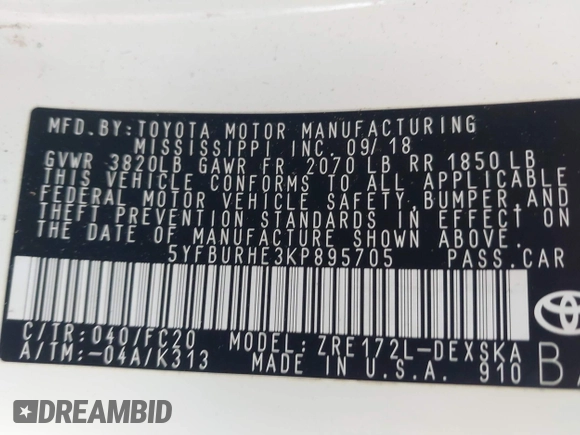 MFD. BY: TOYOTA MOTOR MANUFACTURING
MISSISSIPPI INC. 09/18
GVWR 3820LB GAWR FR. 2070 LB RR 1850 LB
THIS VEHICLE CONFORMS TO ALL APPLICABLE
FEDERAL MOTOR VEHICLE SAFETY, BUMPER, AND
THEFT PREVENTION STANDARDS IN EFFECT ON
THE DATE OF MANUFACTURE SHOWN ABOVE.
5YFBURHE3KP895705 PASS. CAR
C/TR: 040/FC20 MODEL: ZRE172L-DEXSKA
A/TM: -04A/K313 MADE IN U.S.A. 910 B
DREAMBID